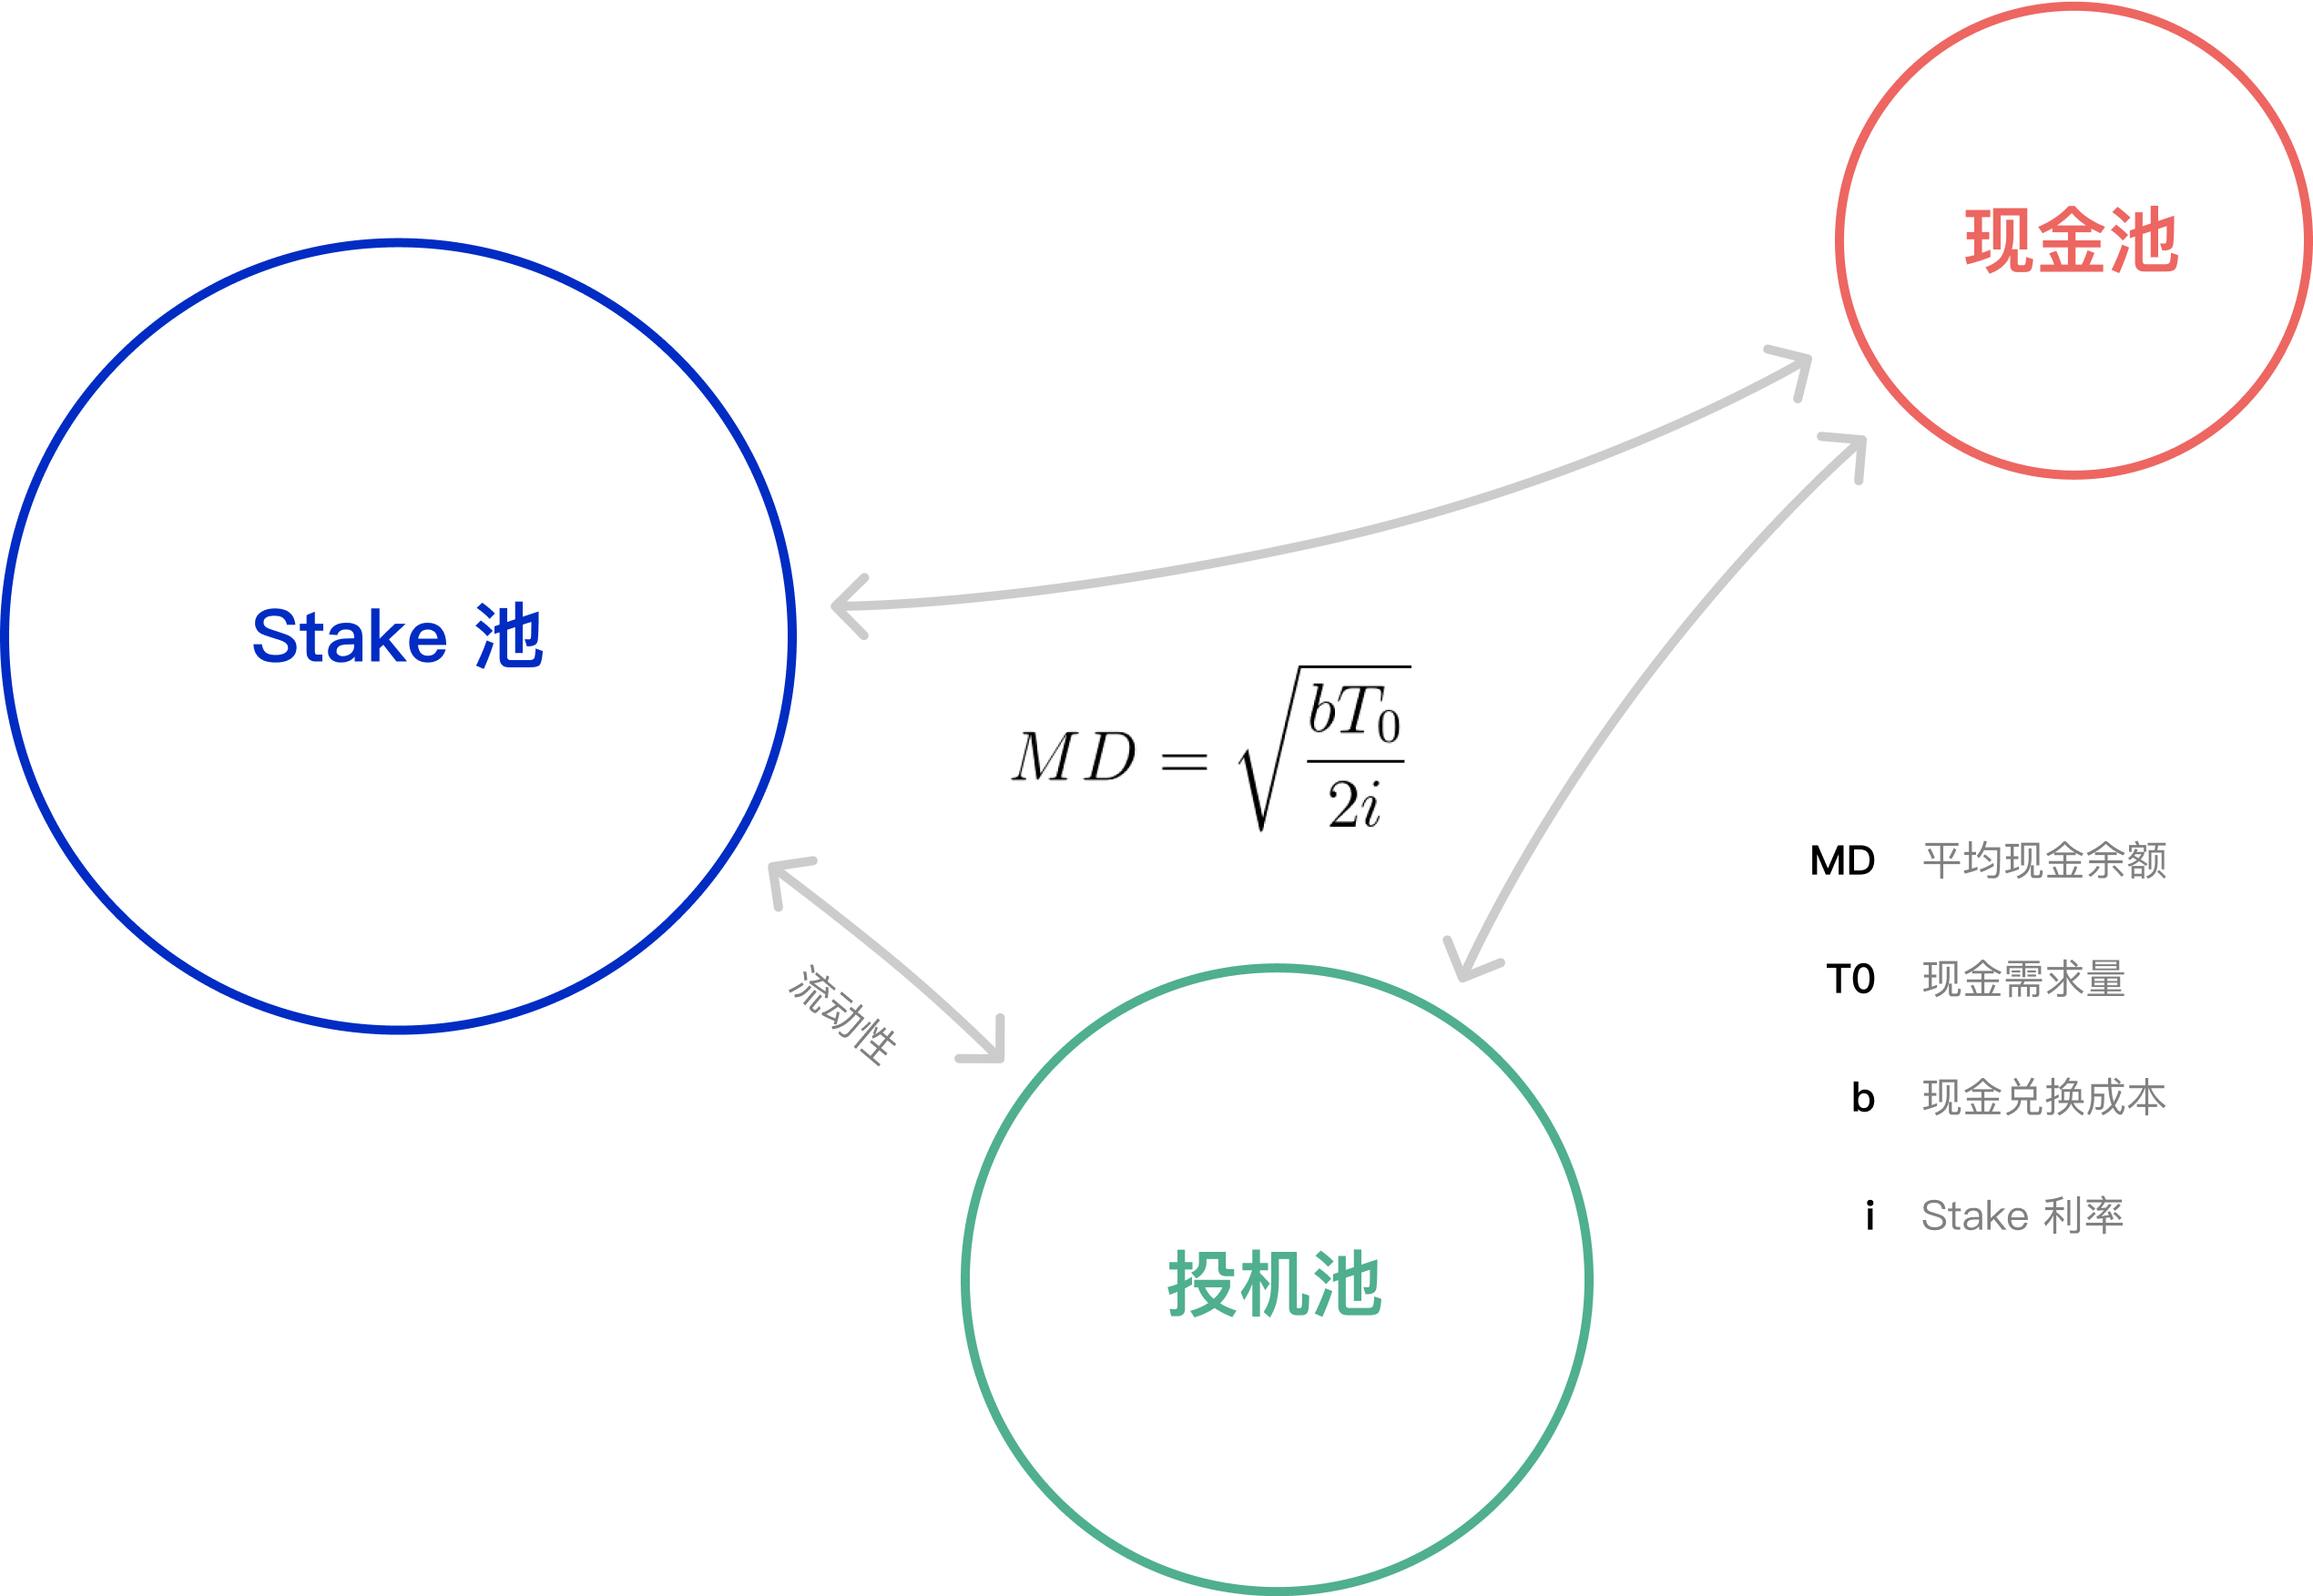 现金池
Stake 池
MD = \sqrt{\frac{bT_0}{2i}}
MD 平均现金余额
流动性
T0 现金需求量
b 现金兑换成本
i Stake 利率
投机池